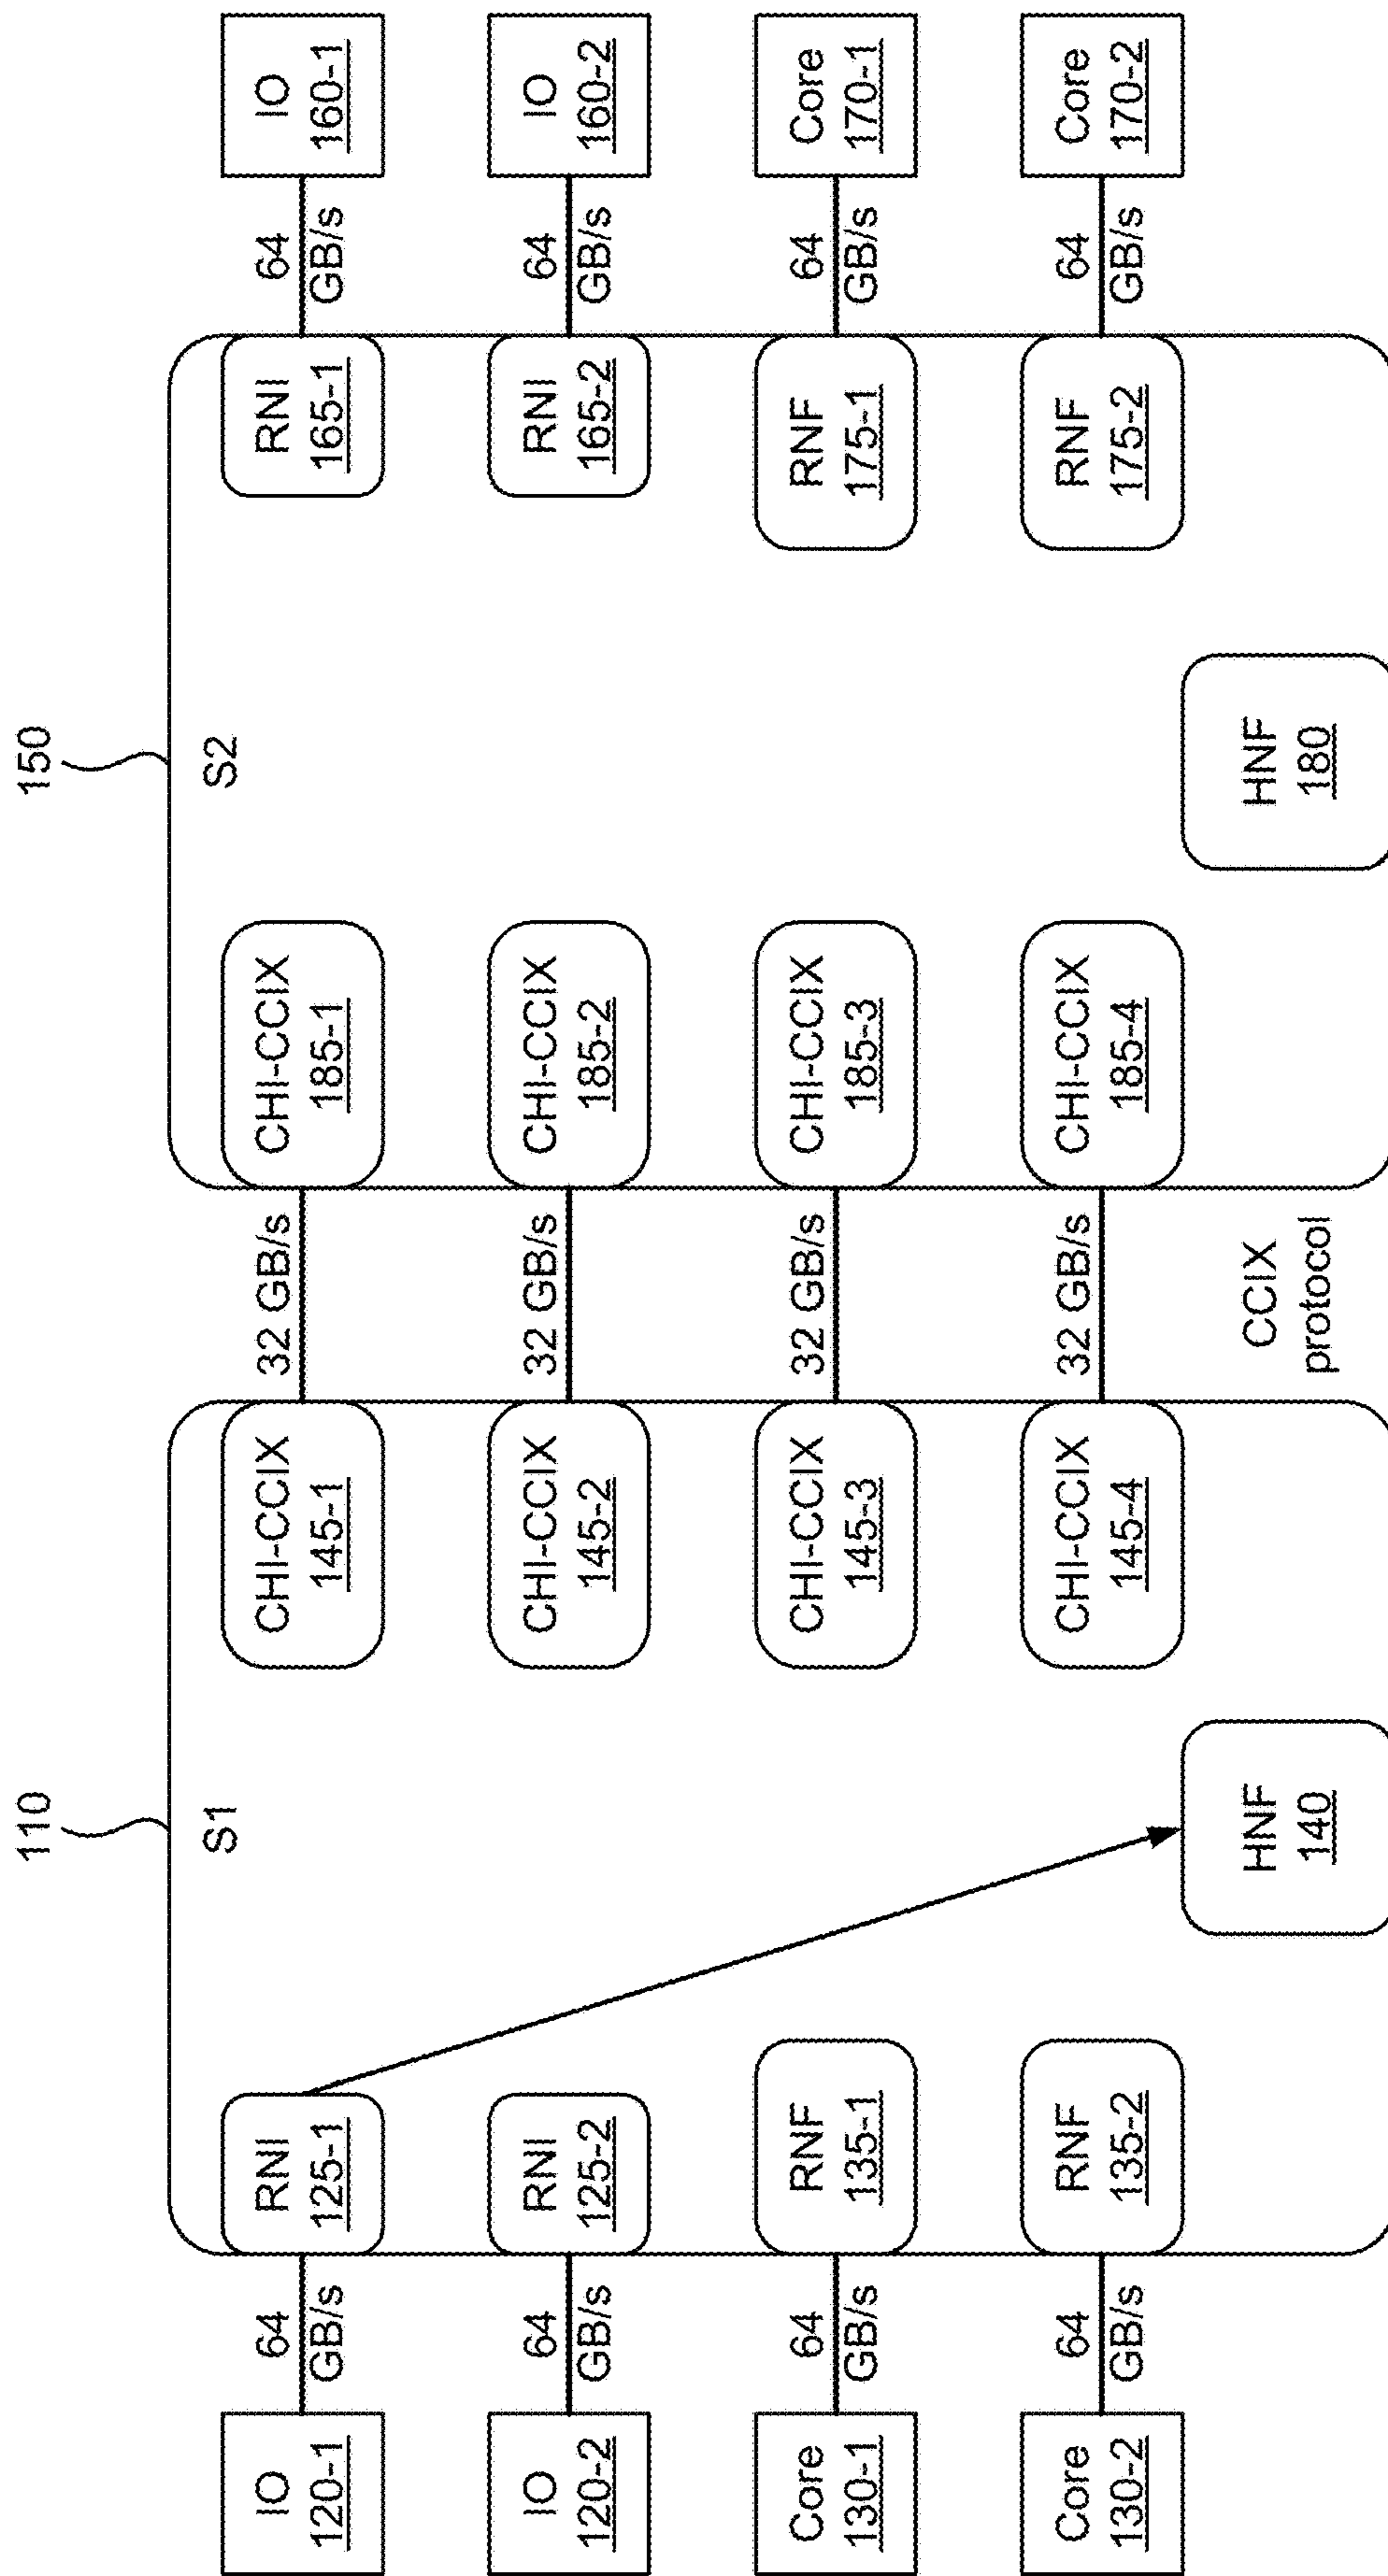 110
150
S1
S2
IO
120-1
64
GB/s
RNI
125-1
CHI-CCIX
145-1
32 GB/s
CHI-CCIX
185-1
RNI
165-1
64
GB/s
IO
160-1
IO
120-2
64
GB/s
RNI
125-2
CHI-CCIX
145-2
32 GB/s
CHI-CCIX
185-2
RNI
165-2
64
GB/s
IO
160-2
Core
130-1
64
GB/s
RNF
135-1
CHI-CCIX
145-3
32 GB/s
CHI-CCIX
185-3
RNF
175-1
64
GB/s
Core
170-1
Core
130-2
64
GB/s
RNF
135-2
CHI-CCIX
145-4
32 GB/s
CHI-CCIX
185-4
RNF
175-2
64
GB/s
Core
170-2
HNF
140
CCIX
protocol
HNF
180